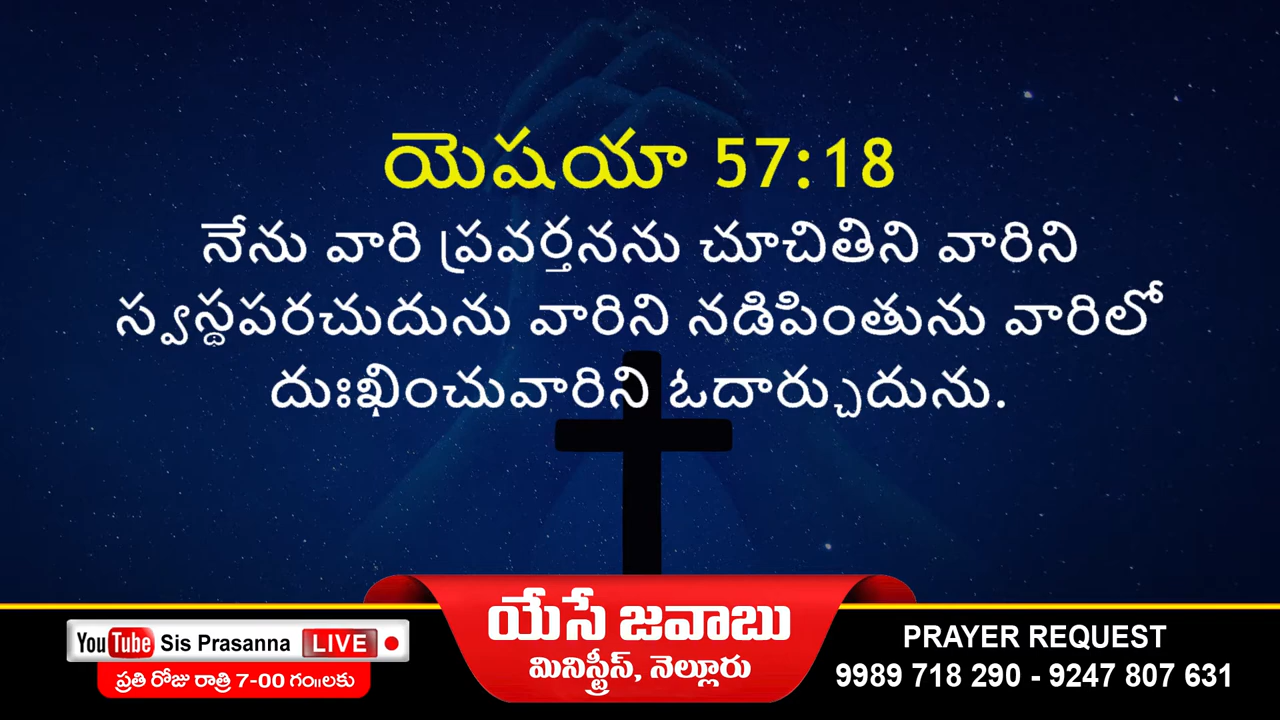 యెషయా 57:18
నేను వారి ప్రవర్తనను చూచితిని వారిని
స్వస్థపరచుదును వారిని నడిపింతును వారిలో
దుఃఖించువారిని ఓదార్చుదును.
YouTube Sis Prasanna LIVE
ప్రతి రోజు రాత్రి 7-00 గం॥లకు
యేసే జవాబు
మినిస్ట్రీస్, నెల్లూరు
PRAYER REQUEST
9989 718 290 - 9247 807 631